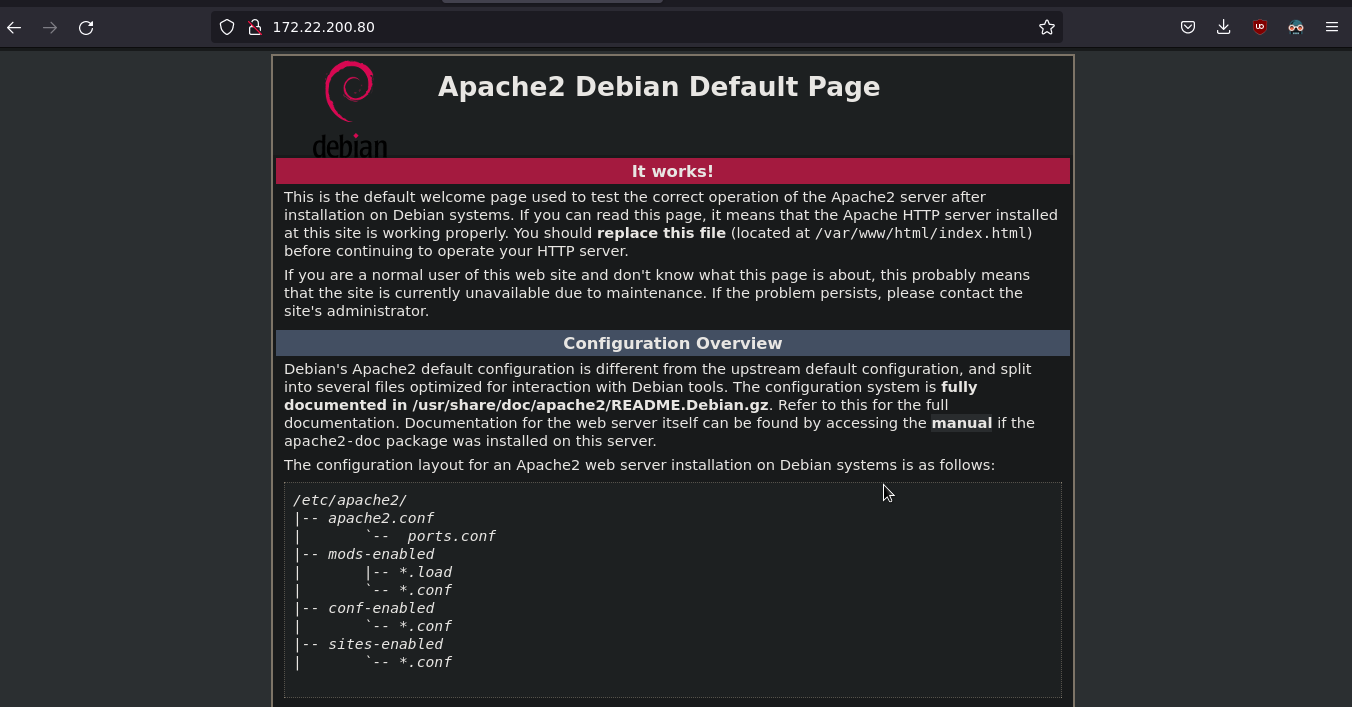 172.22.200.80
debian
Apache2 Debian Default Page
It works!
This is the default welcome page used to test the correct operation of the Apache2 server after
installation on Debian systems. If you can read this page, it means that the Apache HTTP server installed
at this site is working properly. You should replace this file (located at /var/www/html/index.html)
before continuing to operate your HTTP server.
If you are a normal user of this web site and don't know what this page is about, this probably means
that the site is currently unavailable due to maintenance. If the problem persists, please contact the
site's administrator.
Configuration Overview
Debian's Apache2 default configuration is different from the upstream default configuration, and split
into several files optimized for interaction with Debian tools. The configuration system is fully
documented in /usr/share/doc/apache2/README.Debian.gz. Refer to this for the full
documentation. Documentation for the web server itself can be found by accessing the manual if the
apache2-doc package was installed on this server.
The configuration layout for an Apache2 web server installation on Debian systems is as follows:
/etc/apache2/
|-- apache2.conf
|       `--  ports.conf
|-- mods-enabled
|       |-- *.load
|       `-- *.conf
|-- conf-enabled
|       `-- *.conf
|-- sites-enabled
|       `-- *.conf